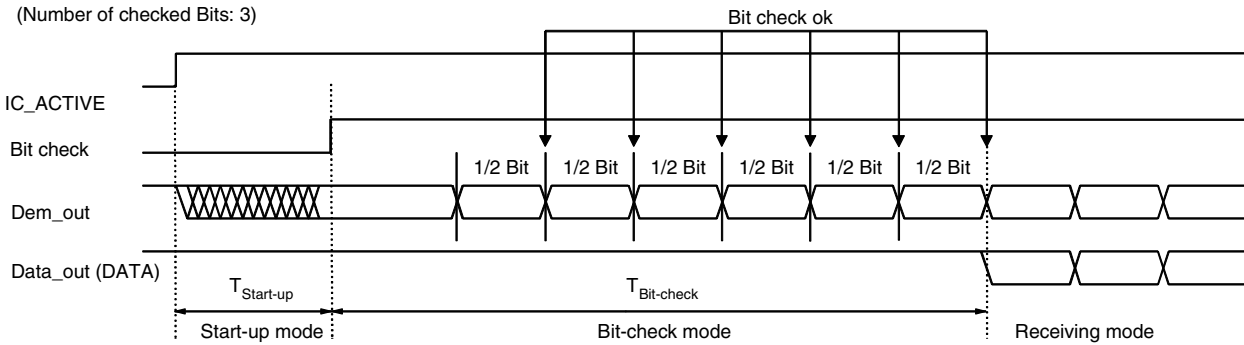 (Number of checked Bits: 3)
Bit check ok
IC_ACTIVE
Bit check
1/2 Bit 1/2 Bit 1/2 Bit 1/2 Bit 1/2 Bit 1/2 Bit
Dem_out
Data_out (DATA)
TStart-up TBit-check
Start-up mode Bit-check mode Receiving mode